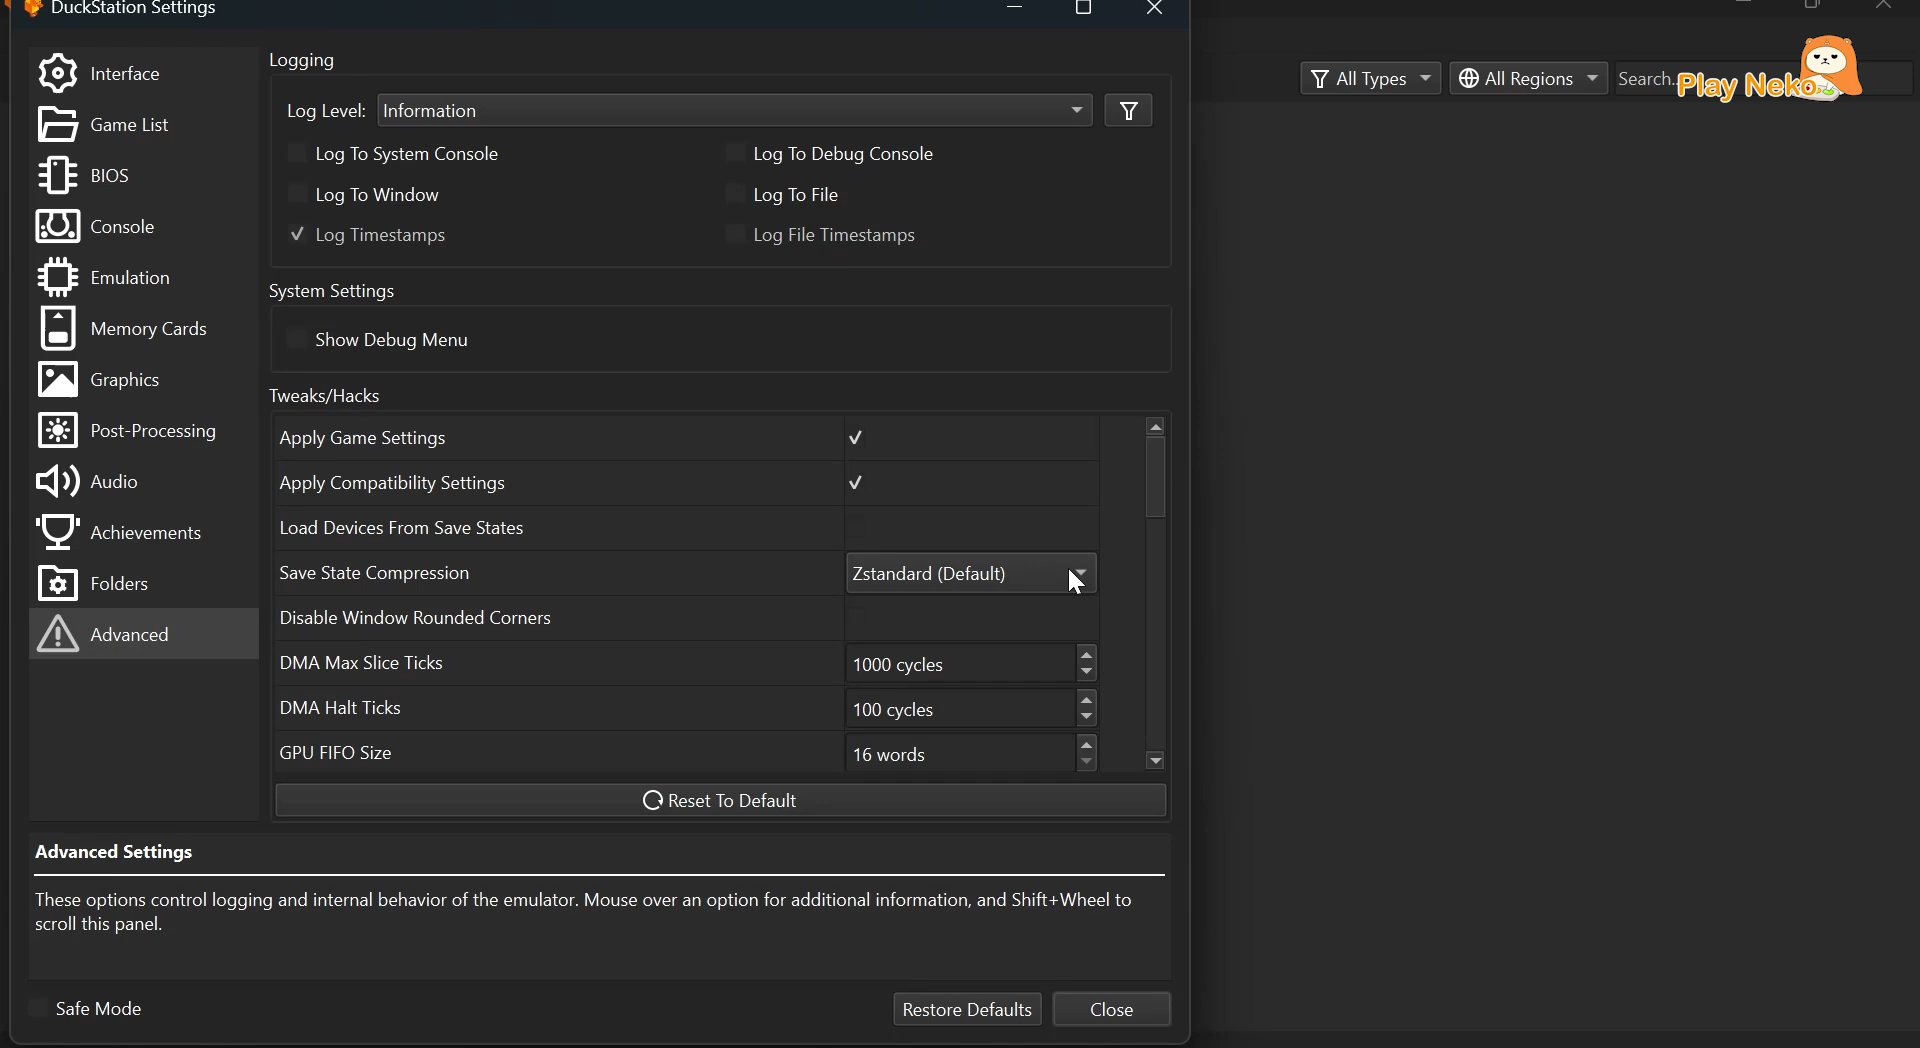 DuckStation Settings
All Types
All Regions
Search...
Play Neko
Interface
Game List
BIOS
Console
Emulation
Memory Cards
Graphics
Post-Processing
Audio
Achievements
Folders
Advanced
Logging
Log Level: Information
Log To System Console
Log To Debug Console
Log To Window
Log To File
Log Timestamps
Log File Timestamps
System Settings
Show Debug Menu
Tweaks/Hacks
Apply Game Settings
Apply Compatibility Settings
Load Devices From Save States
Save State Compression Zstandard (Default)
Disable Window Rounded Corners
DMA Max Slice Ticks 1000 cycles
DMA Halt Ticks 100 cycles
GPU FIFO Size 16 words
Reset To Default
Advanced Settings
These options control logging and internal behavior of the emulator. Mouse over an option for additional information, and Shift+Wheel to
scroll this panel.
Safe Mode
Restore Defaults
Close